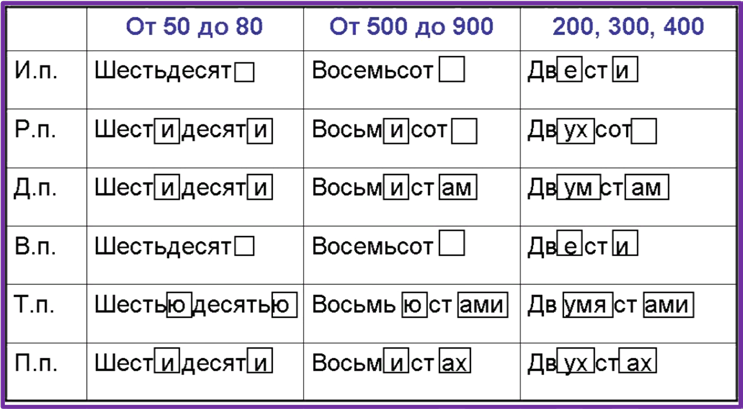 От 50 до 80 От 500 до 900 200, 300, 400
И.п. Шестьдесят Восемьсот Двести
Р.п. Шестидесяти Восьмисот Двухсот
Д.п. Шестидесяти Восьмистам Двумстам
В.п. Шестьдесят Восемьсот Двести
Т.п. Шестьюдесятью Восьмьюстами Двумястами
П.п. Шестидесяти Восьмистах Двухстах